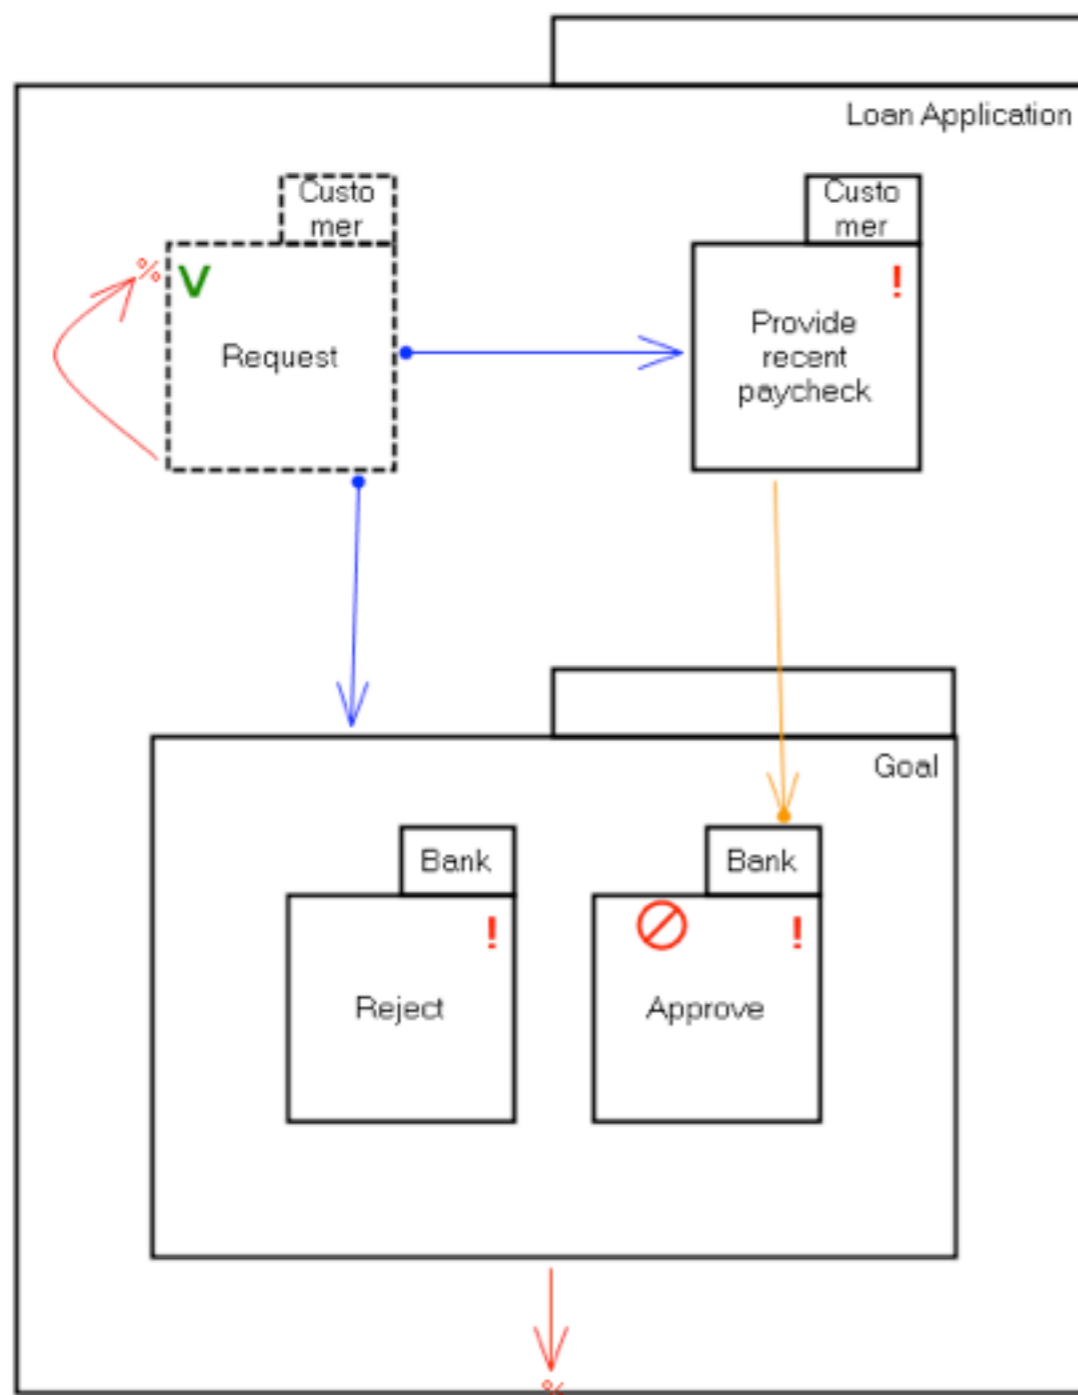 Loan Application
Custo
mer
%
V
Request
Custo
mer
!
Provide
recent
paycheck
Goal
Bank
!
Reject
Bank
!
Approve
%